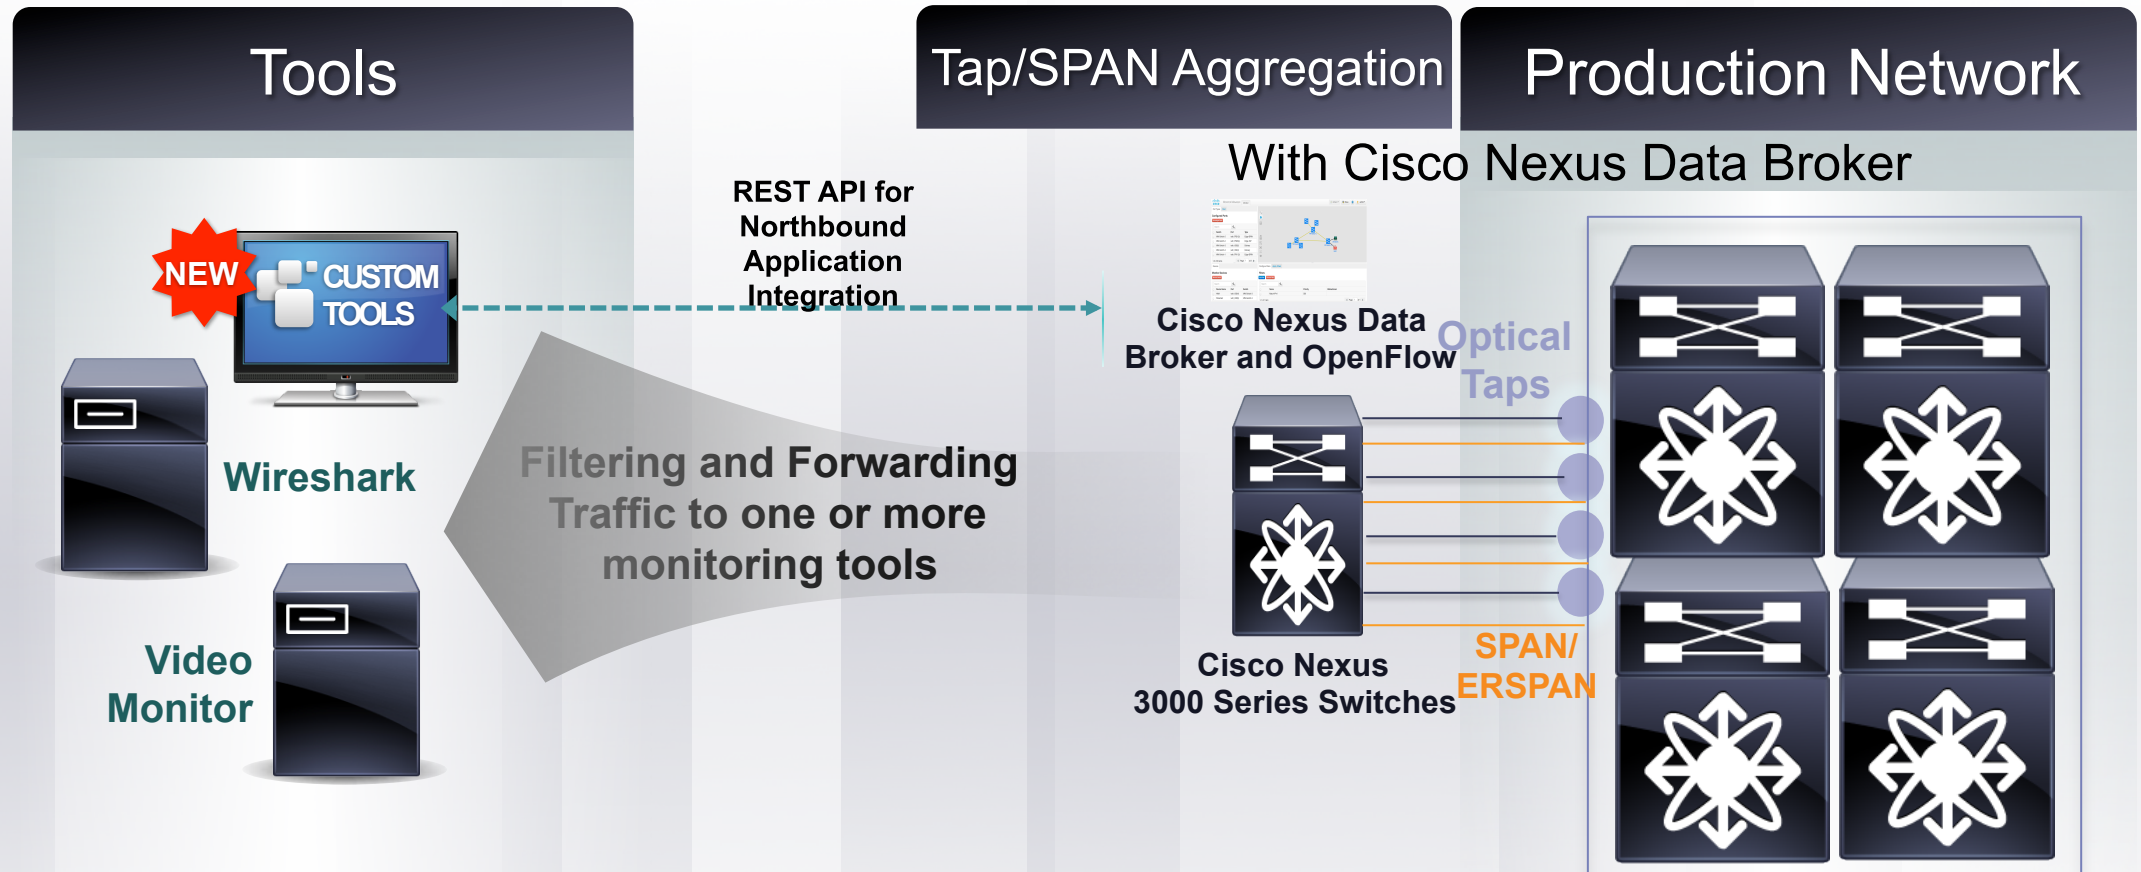 Tools
Tap/SPAN Aggregation
Production Network
With Cisco Nexus Data Broker
REST API for
Northbound
Application
Integration
NEW
CUSTOM
TOOLS
Cisco Nexus Data
Broker and OpenFlow
Optical
Taps
Wireshark
Filtering and Forwarding
Traffic to one or more
monitoring tools
Video
Monitor
Cisco Nexus
3000 Series Switches
SPAN/
ERSPAN